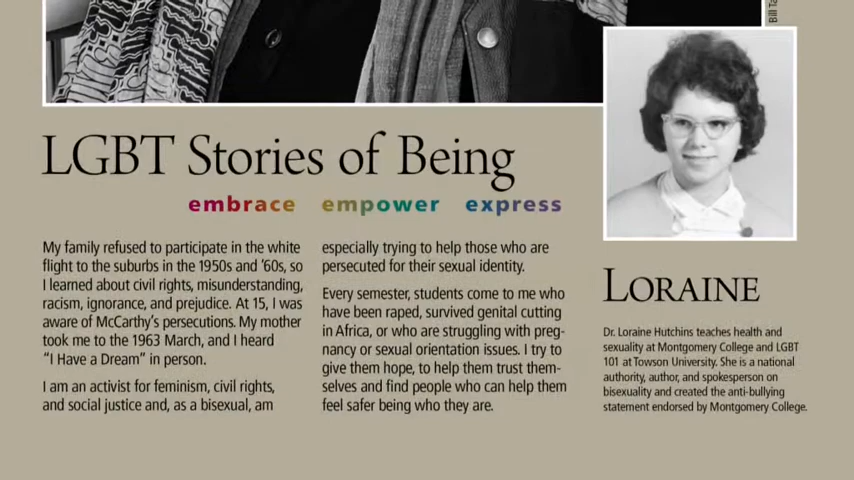 Bill Ta
LGBT Stories of Being
embrace empower express
My family refused to participate in the white
flight to the suburbs in the 1950s and '60s, so
I learned about civil rights, misunderstanding,
racism, ignorance, and prejudice. At 15, I was
aware of McCarthy's persecutions. My mother
took me to the 1963 March, and I heard
“I Have a Dream” in person.
I am an activist for feminism, civil rights,
and social justice and, as a bisexual, am
especially trying to help those who are
persecuted for their sexual identity.
Every semester, students come to me who
have been raped, survived genital cutting
in Africa, or who are struggling with preg-
nancy or sexual orientation issues. I try to
give them hope, to help them trust them-
selves and find people who can help them
feel safer being who they are.
LORAINE
Dr. Loraine Hutchins teaches health and
sexuality at Montgomery College and LGBT
101 at Towson University. She is a national
authority, author, and spokesperson on
bisexuality and created the anti-bullying
statement endorsed by Montgomery College.